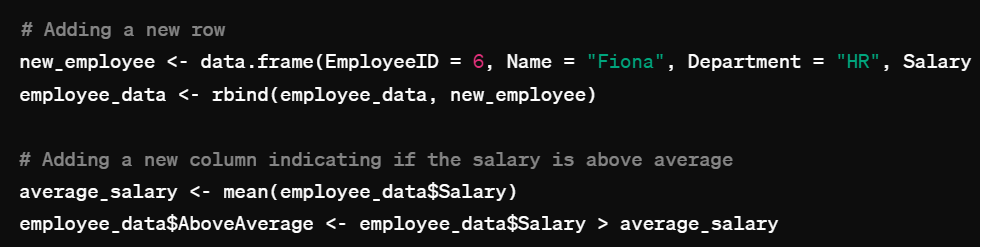 # Adding a new row
new_employee <- data.frame(EmployeeID = 6, Name = "Fiona", Department = "HR", Salary
employee_data <- rbind(employee_data, new_employee)
# Adding a new column indicating if the salary is above average
average_salary <- mean(employee_data$Salary)
employee_data$AboveAverage <- employee_data$Salary > average_salary